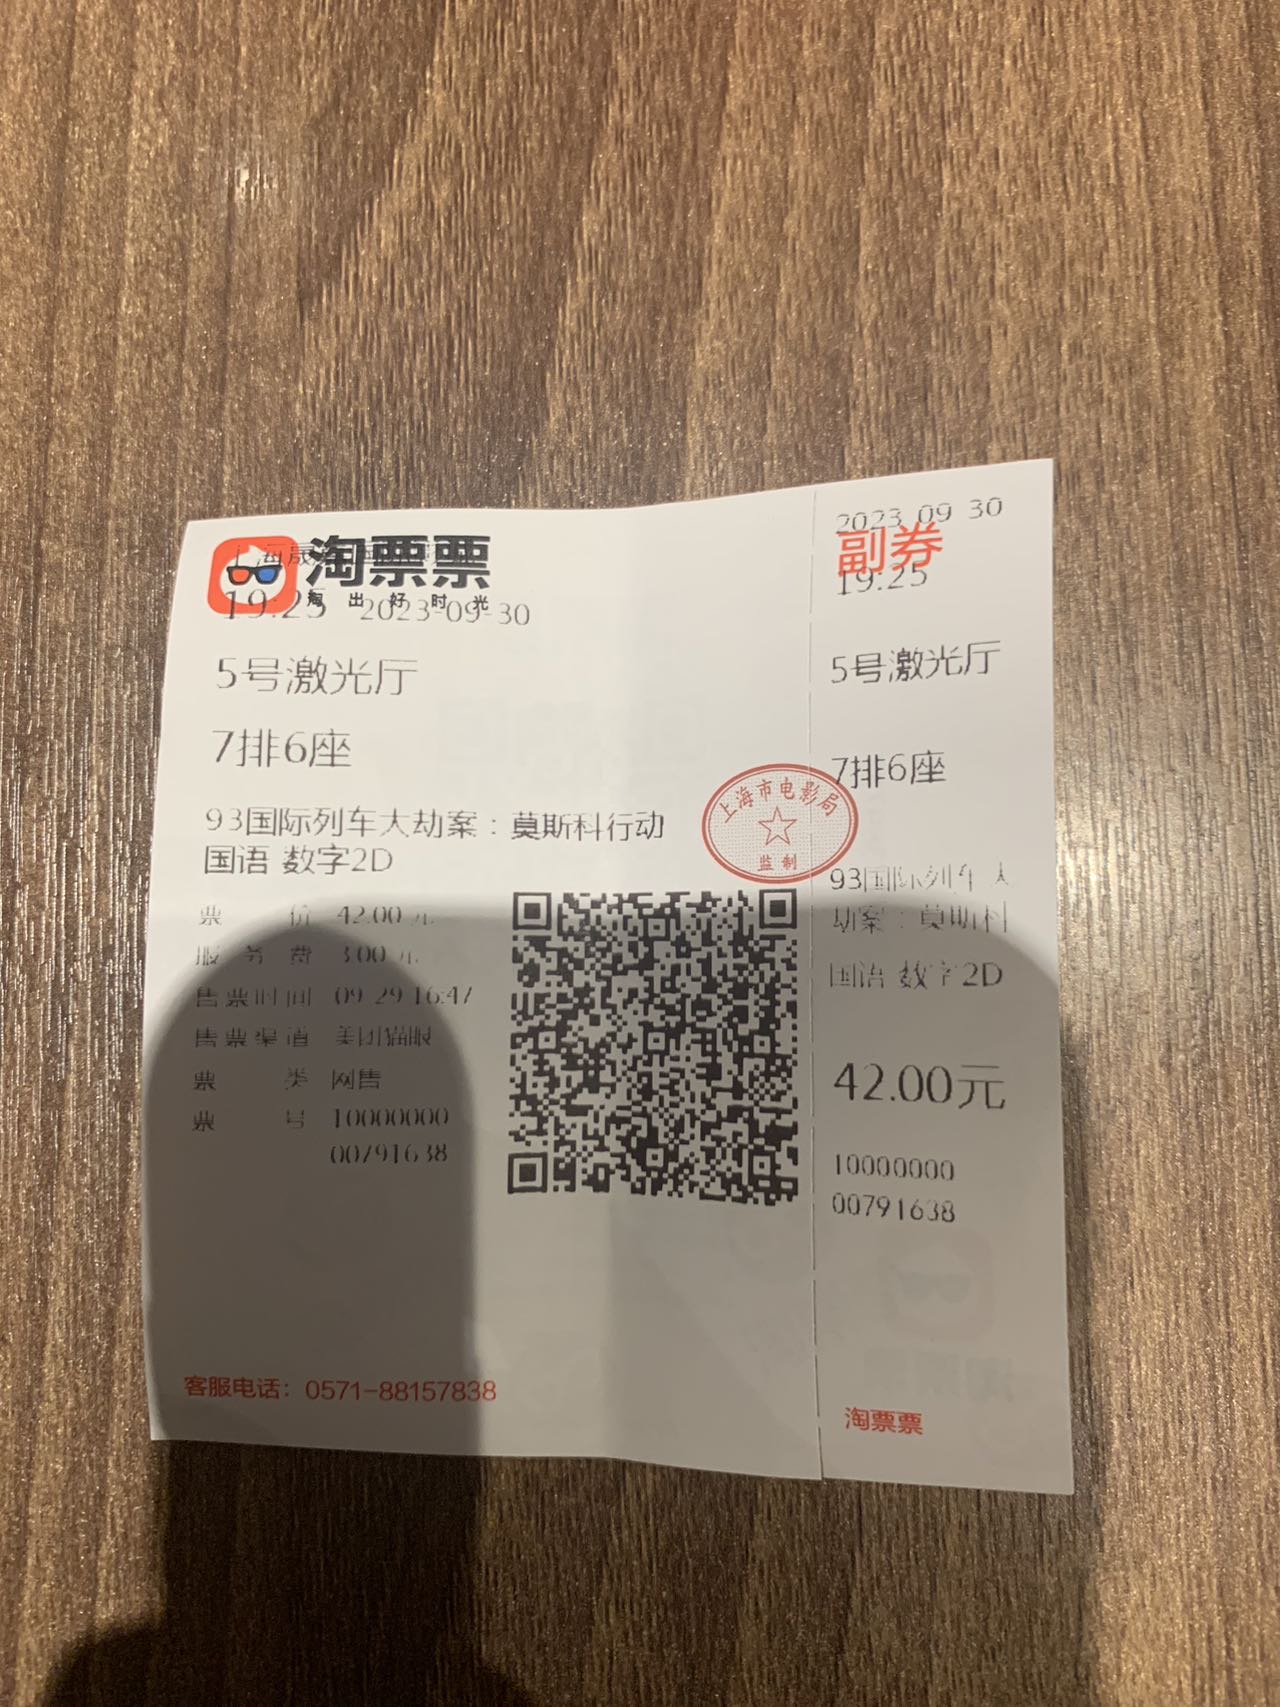 淘票票
淘出好时光
19:25 2023-09-30
5号激光厅
7排6座
93国际列车大劫案：莫斯科行动
国语 数字2D
票价 42.00元
服务费 3.00元
售票时间 09-29 16:47
售票渠道 美团猫眼
票类 网售
票号 10000000
00791638
客服电话：0571-88157838
上海市电影局
监制
2023 09 30
副券
19:25
5号激光厅
7排6座
93国际列车大
劫案：莫斯科
国语 数字2D
42.00元
10000000
00791638
淘票票